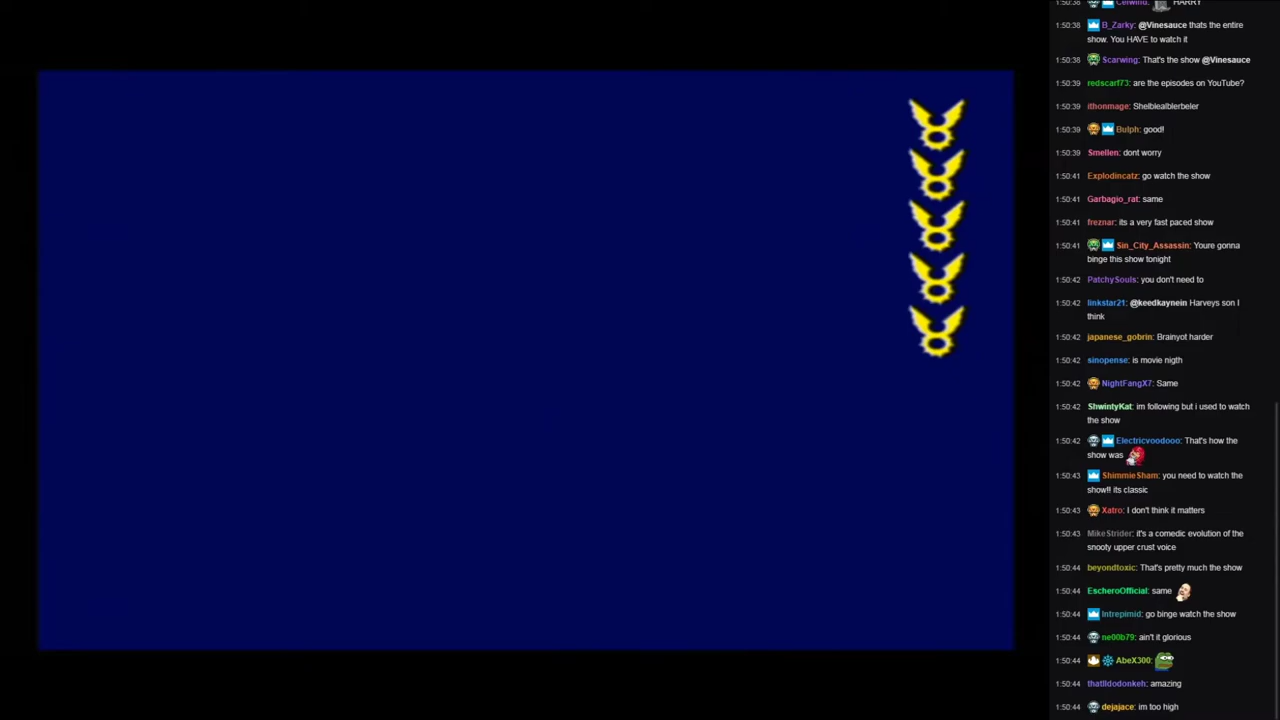 1:50:38 Celwind: HARRY
1:50:38 B_Zarky: @Vinesauce thats the entire
show. You HAVE to watch it
1:50:38 Scarwing: That's the show @Vinesauce
1:50:39 redscarf73: are the episodes on YouTube?
1:50:39 ithonmage: Shelblealblerbeler
1:50:39 Bulph: good!
1:50:39 Smellen: dont worry
1:50:41 Explodincatz: go watch the show
1:50:41 Garbagio_rat: same
1:50:41 freznar: its a very fast paced show
1:50:41 Sin_City_Assassin: Youre gonna
binge this show tonight
1:50:42 PatchySouls: you don't need to
1:50:42 linkstar21: @keedkaynein Harveys son I
think
1:50:42 japanese_gobrin: Brainyot harder
1:50:42 sinopense: is movie nigth
1:50:42 NightFangX7: Same
1:50:42 ShwintyKat: im following but i used to watch
the show
1:50:42 Electricvoodooo: That's how the
show was
1:50:43 ShimmieSham: you need to watch the
show!! its classic
1:50:43 Xatro: I don't think it matters
1:50:43 MikeStrider: it's a comedic evolution of the
snooty upper crust voice
1:50:44 beyondtoxic: That's pretty much the show
1:50:44 EscheroOfficial: same
1:50:44 Intrepimid: go binge watch the show
1:50:44 ne00b79: ain't it glorious
1:50:44 AbeX300:
1:50:44 thatlldodonkeh: amazing
1:50:44 dejajace: im too high